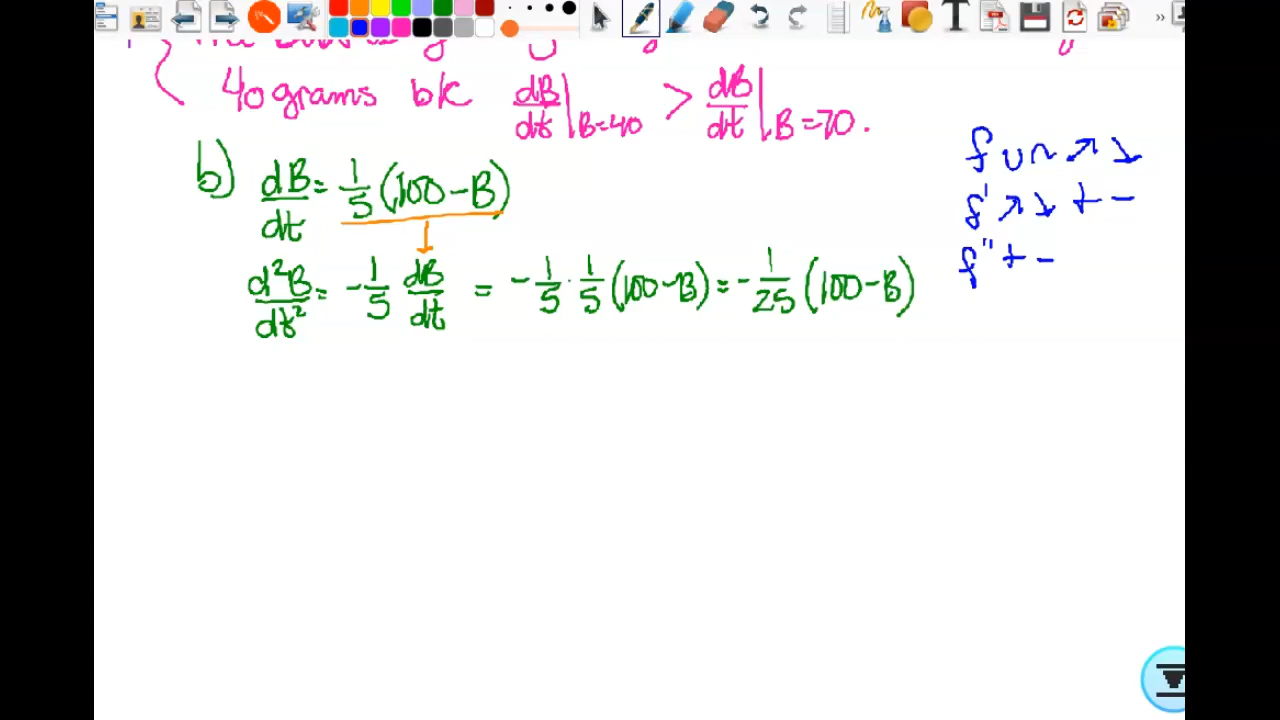 40 grams b/c dB/dt|B=40 > dB/dt|B=70.
b) dB/dt = 1/5 (100 - B)
d²B/dt² = -1/5 dB/dt = -1/5 · 1/5 (100 - B) = -1/25 (100 - B)
f ∪ ∩ ↗ ↘
f' ↗ ↘ + -
f" + -